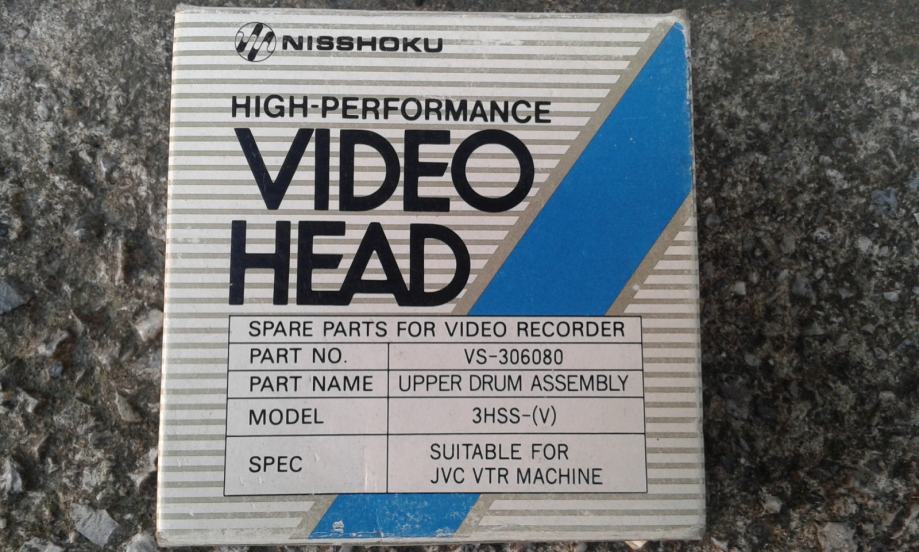 NISSHOKU
HIGH-PERFORMANCE
VIDEO
HEAD
SPARE PARTS FOR VIDEO RECORDER
PART NO. VS-306080
PART NAME UPPER DRUM ASSEMBLY
MODEL 3HSS-(V)
SPEC SUITABLE FOR
JVC VTR MACHINE